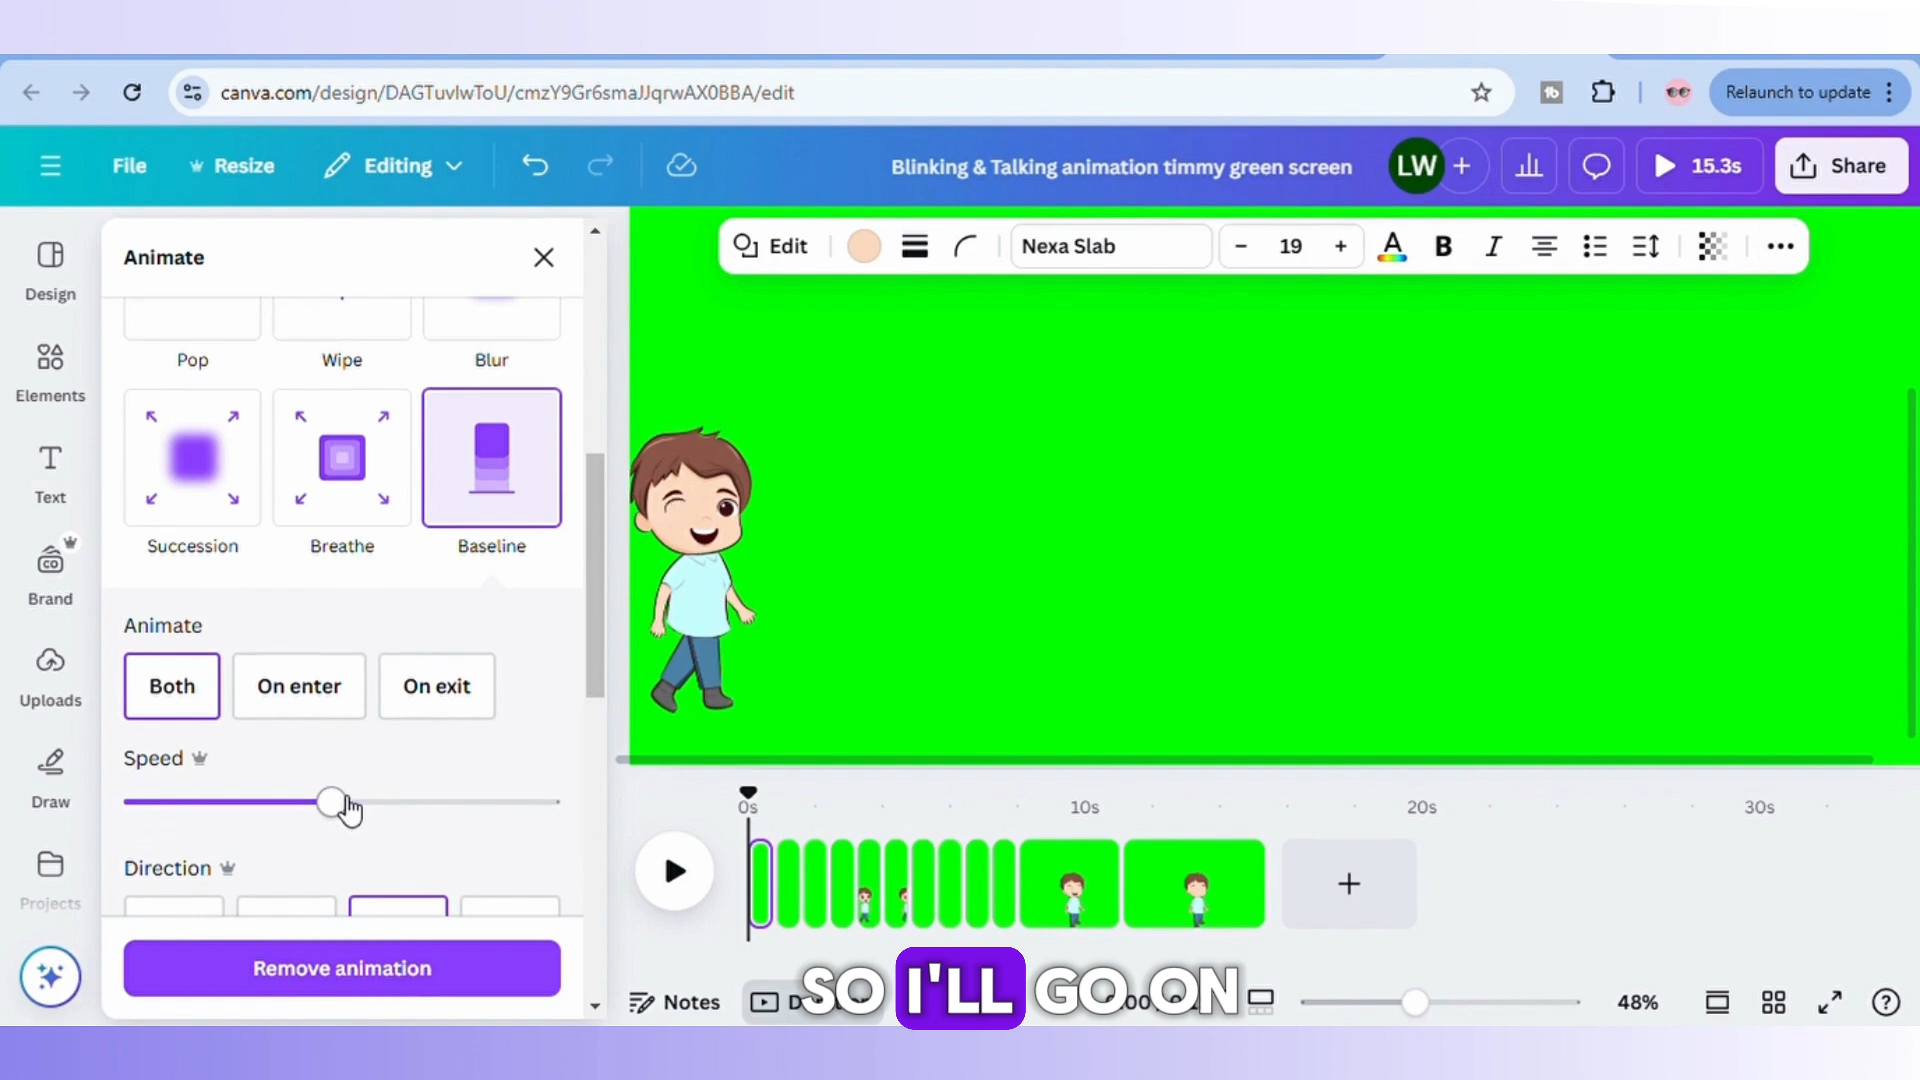 canva.com/design/DAGTuvlwToU/cmzY9Gr6smaJJqrwAX0BBA/edit
Relaunch to update
File
Resize
Editing
Blinking & Talking animation timmy green screen
LW
15.3s
Share
Design
Elements
Text
Brand
Uploads
Draw
Projects
Animate
Edit
Nexa Slab
19
A
B
I
Pop
Wipe
Blur
Succession
Breathe
Baseline
Animate
Both
On enter
On exit
Speed
Direction
Remove animation
0s
10s
20s
30s
Notes
SO I'LL GO ON
48%